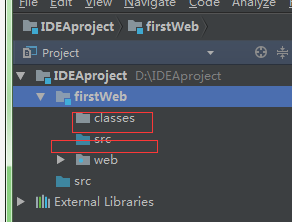 File Edit View Navigate Code Analyze
IDEAproject firstWeb
Project
IDEAproject D:\IDEAproject
firstWeb
classes
src
web
src
External Libraries